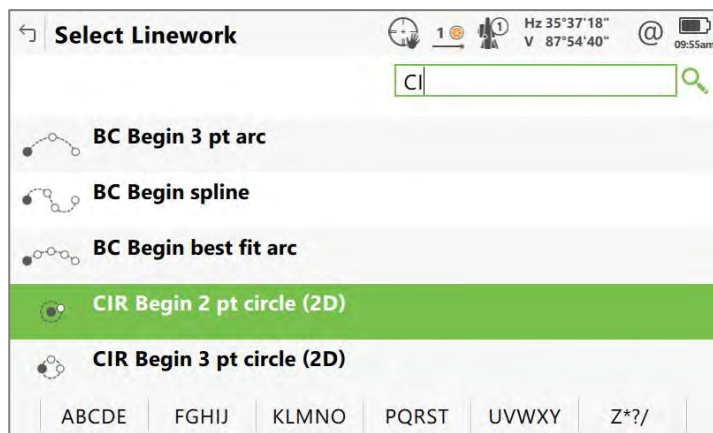 Select Linework
1
1
Hz 35°37'18"
V 87°54'40"
@
09:55am
CI
BC Begin 3 pt arc
BC Begin spline
BC Begin best fit arc
CIR Begin 2 pt circle (2D)
CIR Begin 3 pt circle (2D)
ABCDE FGHIJ KLMNO PQRST UVWXY Z*?/